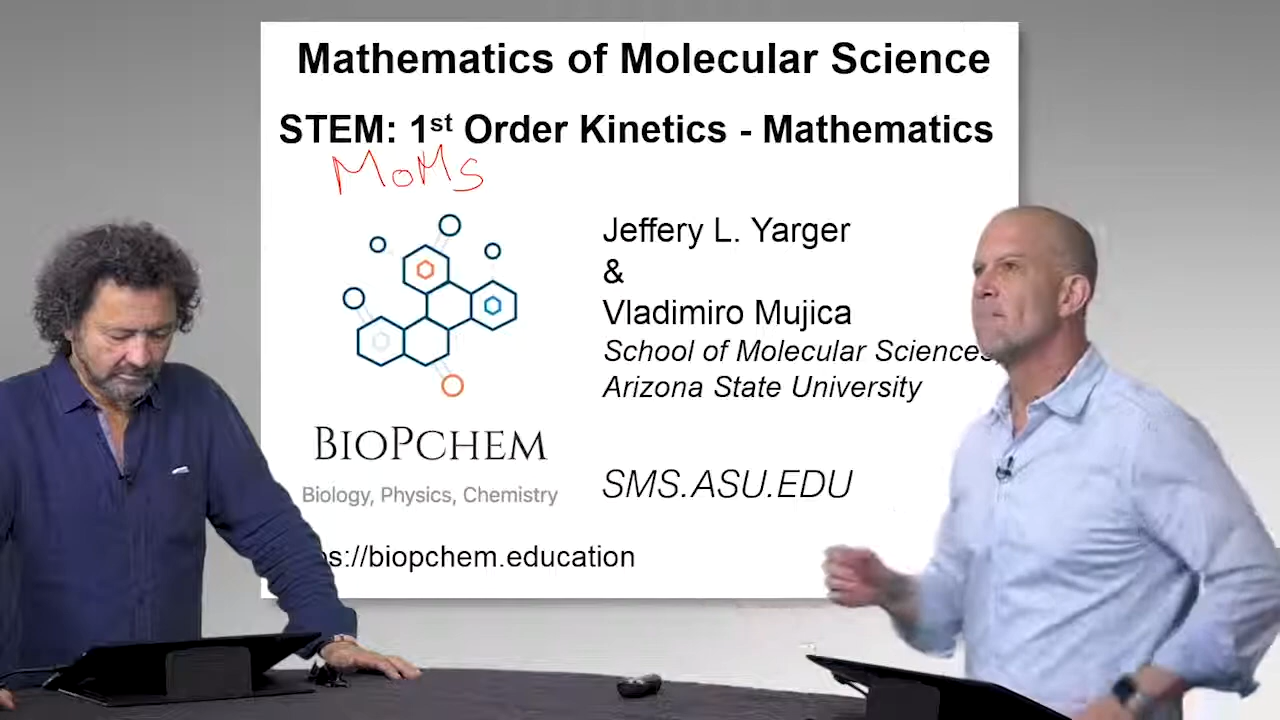 Mathematics of Molecular Science
STEM: 1st Order Kinetics - Mathematics
MoMS
Jeffery L. Yarger
&
Vladimiro Mujica
School of Molecular Sciences,
Arizona State University
BIOPCHEM
Biology, Physics, Chemistry
SMS.ASU.EDU
s://biopchem.education